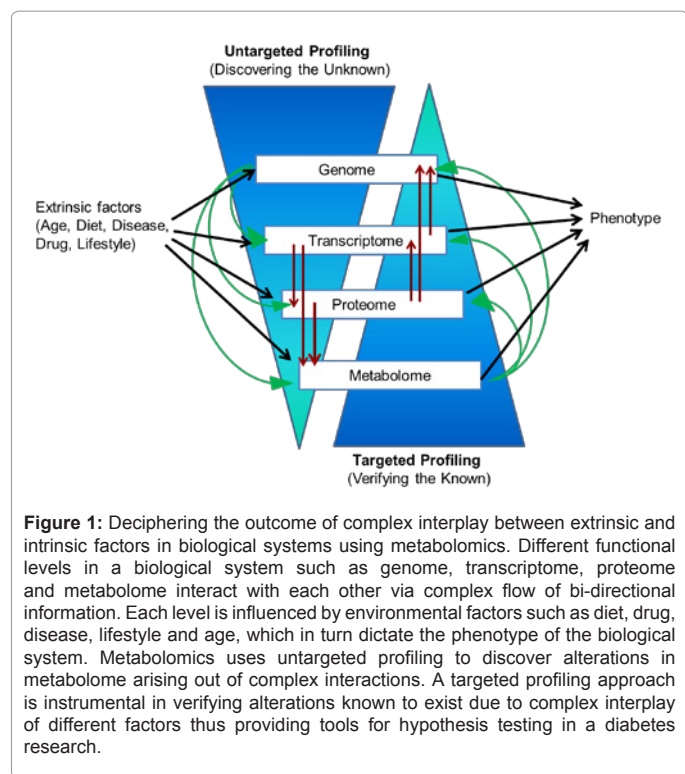 Untargeted Profiling
(Discovering the Unknown)
Genome
Extrinsic factors
(Age, Diet, Disease,
Drug, Lifestyle)
Phenotype
Transcriptome
Proteome
Metabolome
Targeted Profiling
(Verifying the Known)
Figure 1: Deciphering the outcome of complex interplay between extrinsic and
intrinsic factors in biological systems using metabolomics. Different functional
levels in a biological system such as genome, transcriptome, proteome
and metabolome interact with each other via complex flow of bi-directional
information. Each level is influenced by environmental factors such as diet, drug,
disease, lifestyle and age, which in turn dictate the phenotype of the biological
system. Metabolomics uses untargeted profiling to discover alterations in
metabolome arising out of complex interactions. A targeted profiling approach
is instrumental in verifying alterations known to exist due to complex interplay
of different factors thus providing tools for hypothesis testing in a diabetes
research.